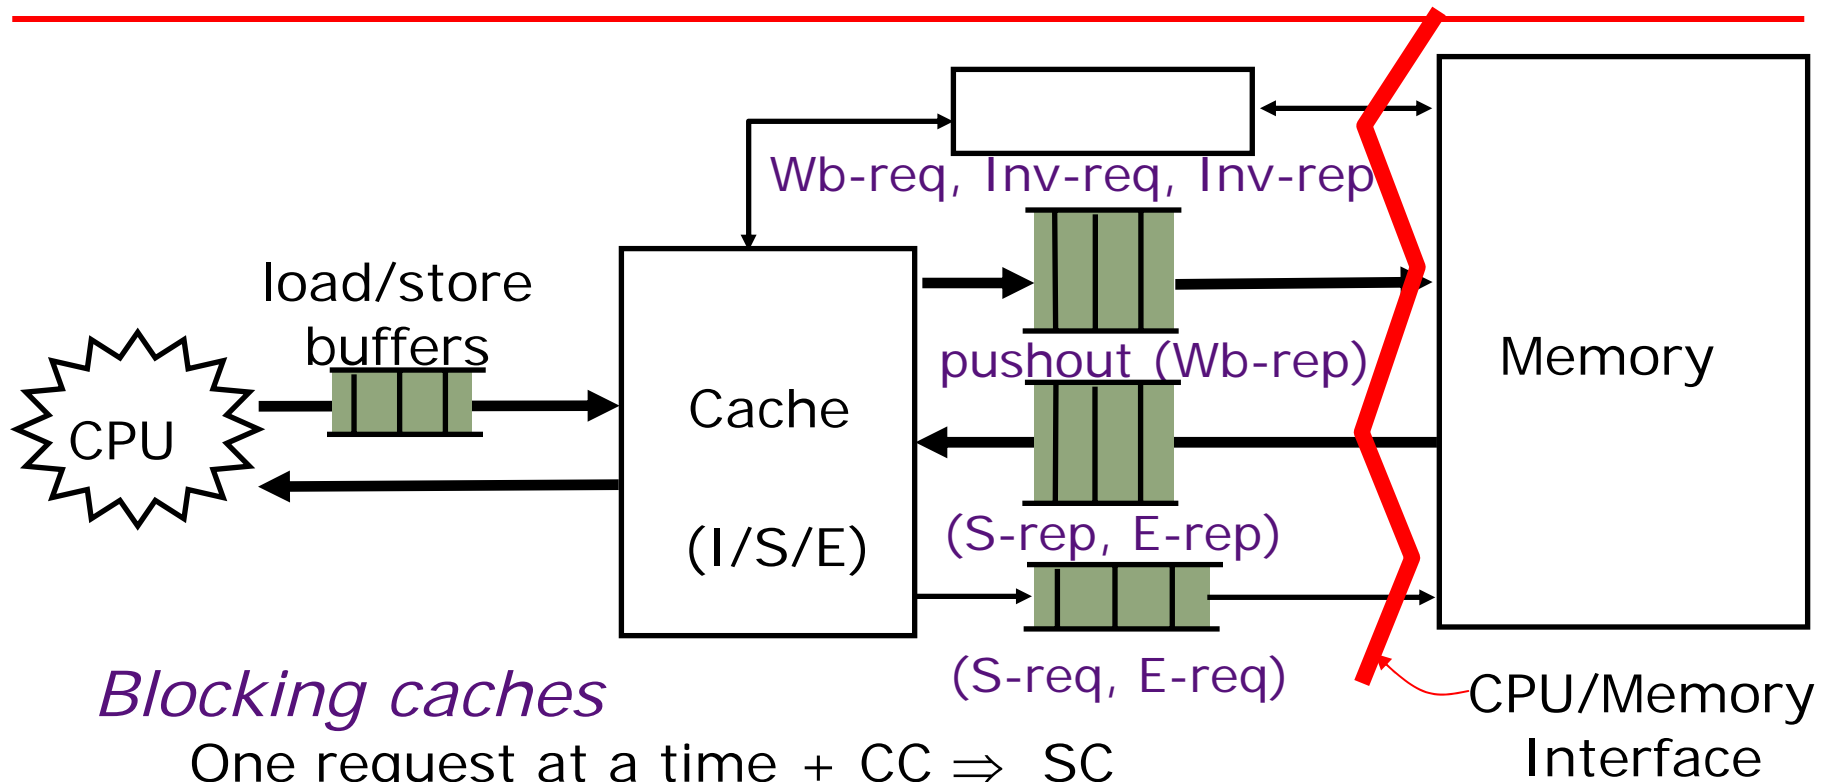 Wb-req, Inv-req, Inv-rep
load/store
buffers
pushout (Wb-rep)
Memory
Cache
CPU
(I/S/E)
(S-rep, E-rep)
(S-req, E-req)
Blocking caches
CPU/Memory
Interface
One request at a time + CC ⇒ SC